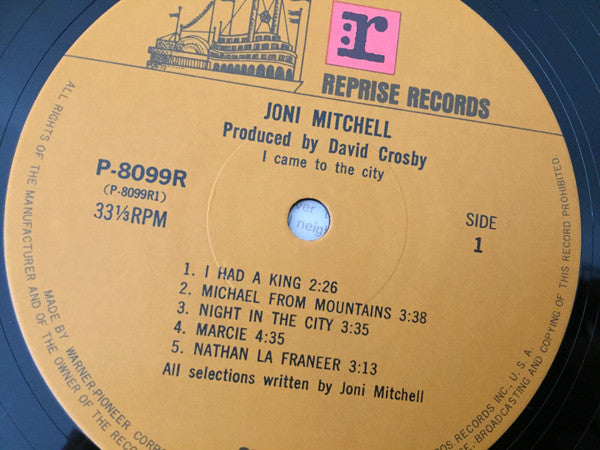 r
REPRISE RECORDS
JONI MITCHELL
Produced by David Crosby
I came to the city
P-8099R
(P-8099R1)
33⅓RPM
SIDE
1
ver
neig
1. I HAD A KING 2:26
2. MICHAEL FROM MOUNTAINS 3:38
3. NIGHT IN THE CITY 3:35
4. MARCIE 4:35
5. NATHAN LA FRANEER 3:13
All selections written by Joni Mitchell
ALL RIGHTS OF THE MANUFACTURER AND OF THE OWNER OF THE RECO
MADE BY WARNER-PIONEER CORPO
OS RECORDS INC., U. S. A.
BROADCASTING AND COPYING OF THIS RECORD PROHIBITED.